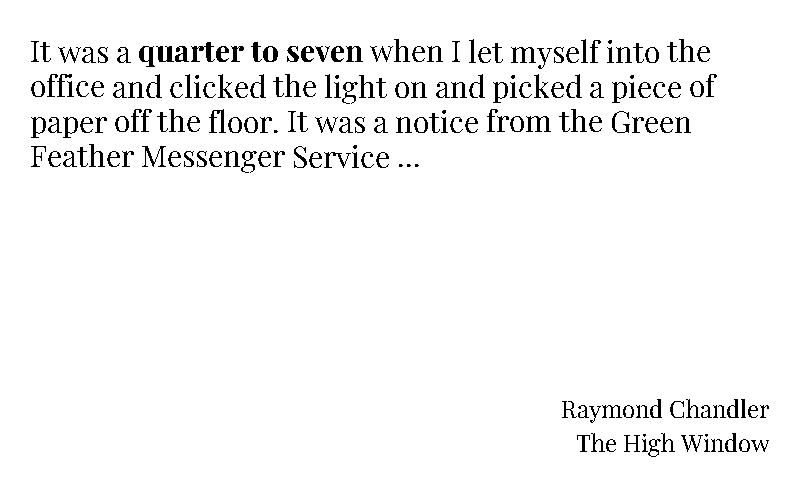 It was a quarter to seven when I let myself into the
office and clicked the light on and picked a piece of
paper off the floor. It was a notice from the Green
Feather Messenger Service ...
Raymond Chandler
The High Window